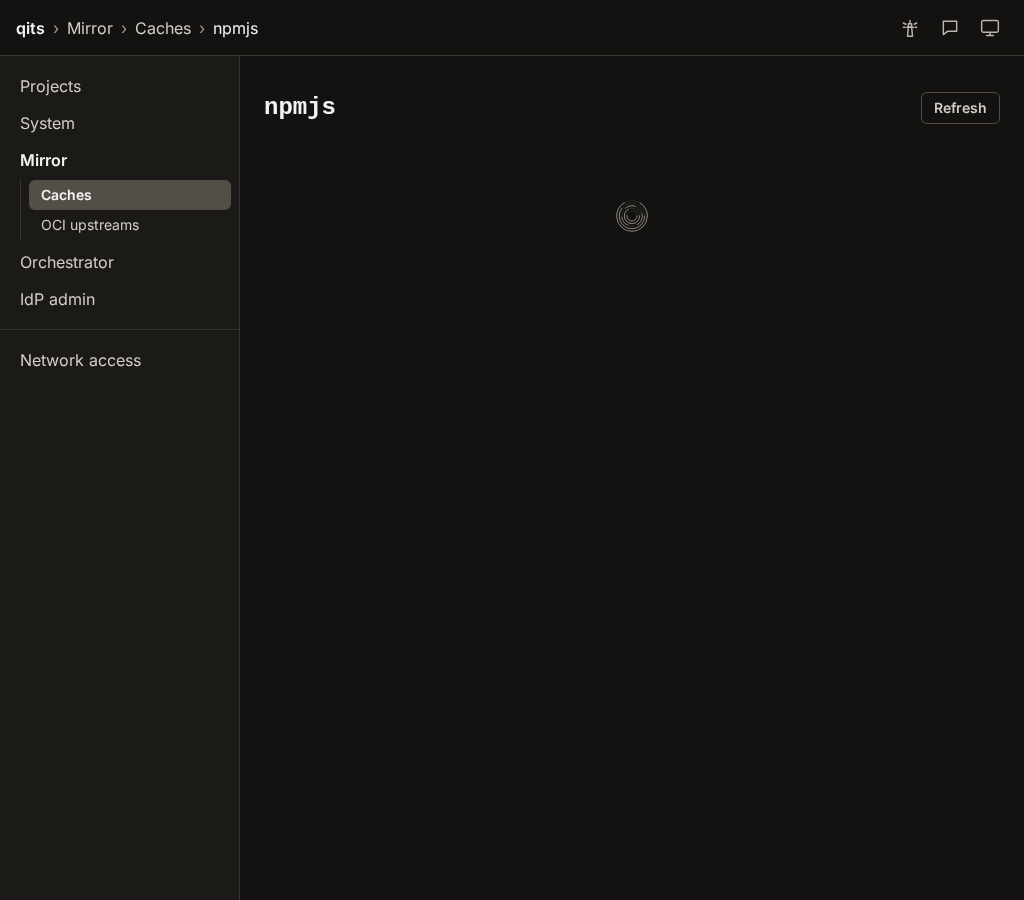 qits › Mirror › Caches › npmjs
Projects
System
Mirror
Caches
OCI upstreams
Orchestrator
IdP admin
Network access
npmjs
Refresh